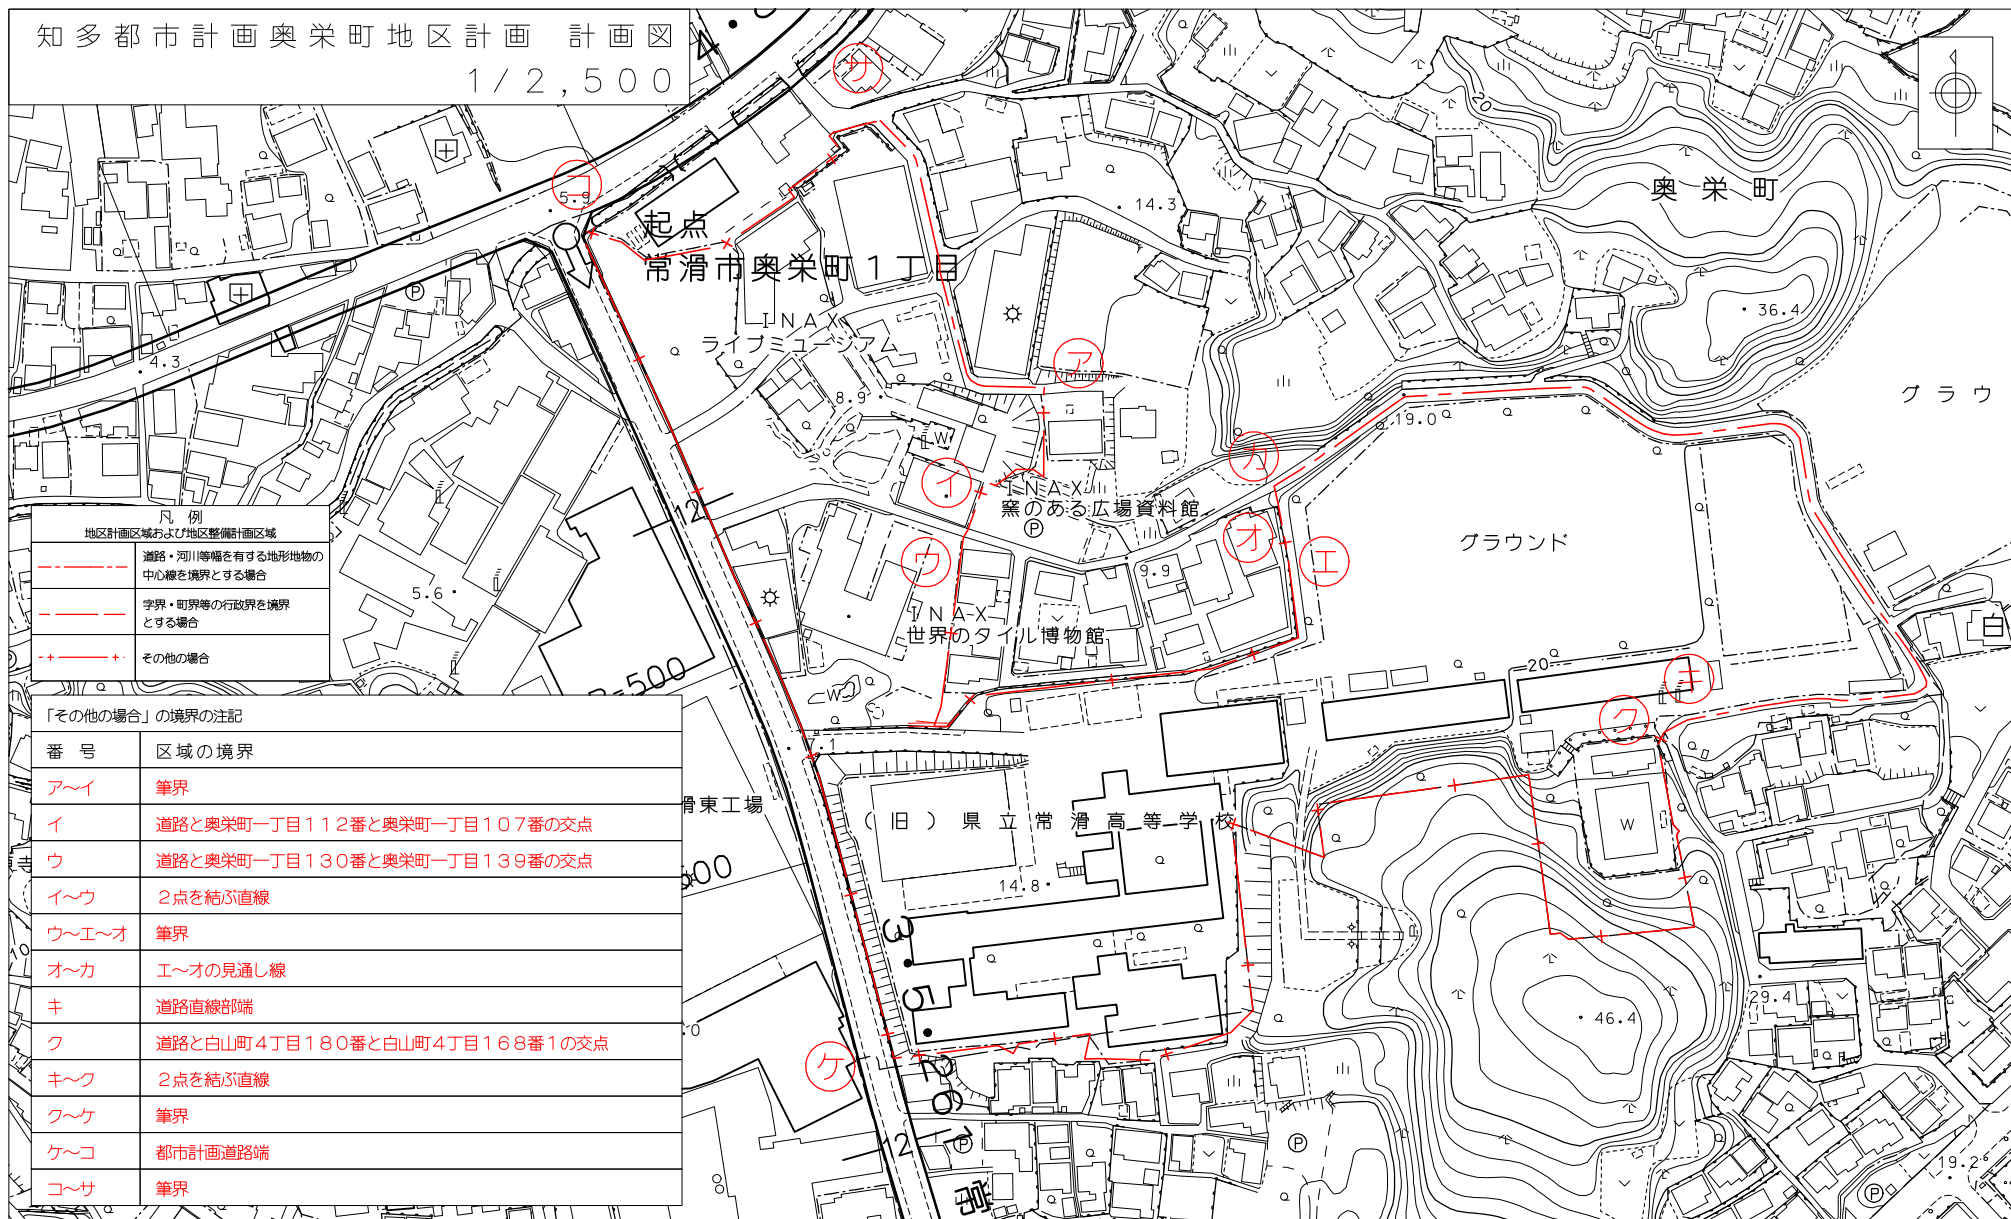 知多都市計画奥栄町地区計画　計画図
1/2,500
サ
コ
5.9
起点
常滑市奥栄町1丁目
14.3
奥栄町
20
36.4
4.3
INAX
ライブミュージアム
ア
8.9
W
グラウ
19.0
カ
イ
INAX
窯のある広場資料館
12
オ
エ
グラウンド
ウ
9.9
5.6
INAX
世界のタイル博物館
白
凡　例
地区計画区域および地区整備計画区域
道路・河川等幅を有する地形地物の
中心線を境界とする場合
字界・町界等の行政界を境界
とする場合
その他の場合
-500
W
20
キ
ク
7.1
滑東工場
（旧）県立常滑高等学校
W
14.8
3
5
261
46.4
29.4
ケ
12
常
19.2
P
「その他の場合」の境界の注記
番　号　区域の境界
ア～イ　筆界
イ　道路と奥栄町一丁目112番と奥栄町一丁目107番の交点
ウ　道路と奥栄町一丁目130番と奥栄町一丁目139番の交点
イ～ウ　2点を結ぶ直線
ウ～エ～オ　筆界
オ～カ　エ～オの見通し線
キ　道路直線部端
ク　道路と白山町4丁目180番と白山町4丁目168番1の交点
キ～ク　2点を結ぶ直線
ク～ケ　筆界
ケ～コ　都市計画道路端
コ～サ　筆界